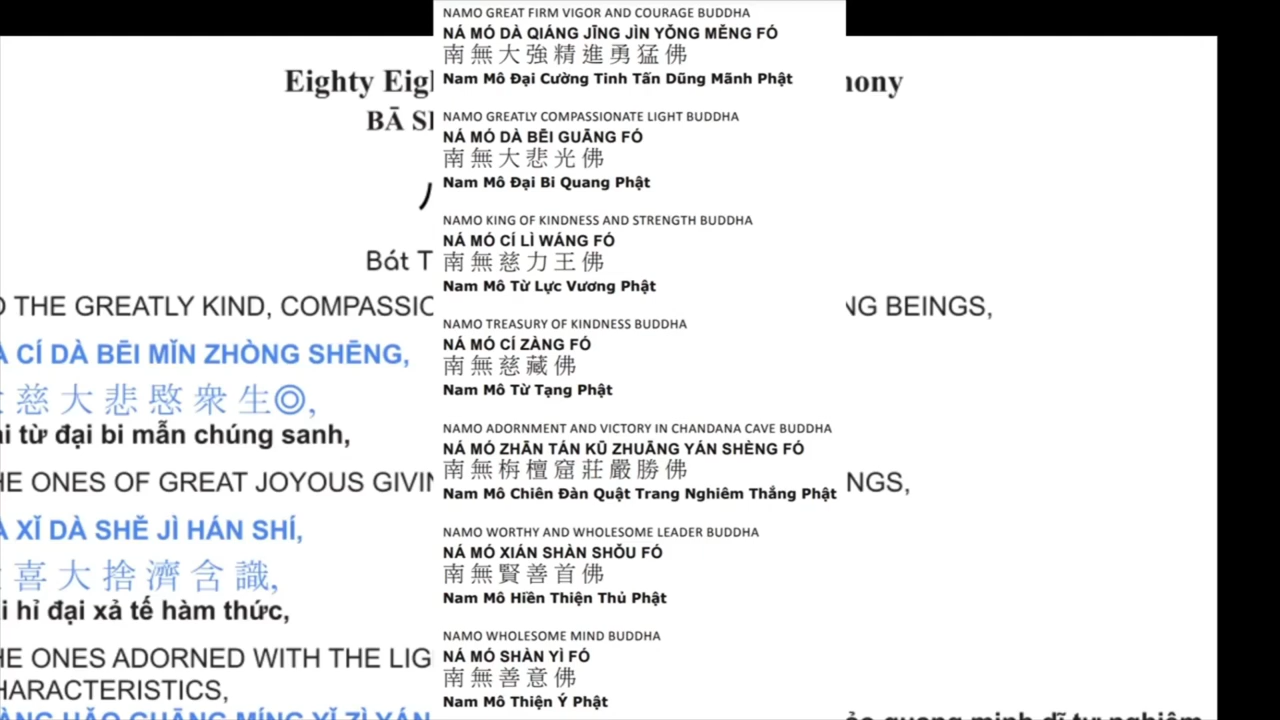 NAMO GREAT FIRM VIGOR AND COURAGE BUDDHA
NÁ MÓ DÀ QIÁNG JĪNG JÌN YǑNG MĚNG FÓ
南無大強精進勇猛佛
Nam Mô Đại Cường Tinh Tấn Dũng Mãnh Phật
NAMO GREATLY COMPASSIONATE LIGHT BUDDHA
NÁ MÓ DÀ BĒI GUĀNG FÓ
南無大悲光佛
Nam Mô Đại Bi Quang Phật
NAMO KING OF KINDNESS AND STRENGTH BUDDHA
NÁ MÓ CÍ LÌ WÁNG FÓ
南無慈力王佛
Nam Mô Từ Lực Vương Phật
NAMO TREASURY OF KINDNESS BUDDHA
NÁ MÓ CÍ ZÀNG FÓ
南無慈藏佛
Nam Mô Từ Tạng Phật
NAMO ADORNMENT AND VICTORY IN CHANDANA CAVE BUDDHA
NÁ MÓ ZHĀN TÁN KŪ ZHUĀNG YÁN SHÈNG FÓ
南無栴檀窟莊嚴勝佛
Nam Mô Chiên Đàn Quật Trang Nghiêm Thắng Phật
NAMO WORTHY AND WHOLESOME LEADER BUDDHA
NÁ MÓ XIÁN SHÀN SHǑU FÓ
南無賢善首佛
Nam Mô Hiền Thiện Thủ Phật
NAMO WHOLESOME MIND BUDDHA
NÁ MÓ SHÀN YÌ FÓ
南無善意佛
Nam Mô Thiện Ý Phật
Eighty
BĀ
Bát
THE GREATLY KIND, BEINGS,
CÍ DÀ BĒI MǏN ZHÒNG SHĒNG,
慈大悲愍衆生◎,
từ đại bi mẫn chúng sanh,
ONES OF GREAT JOYOUS
XǏ DÀ SHĚ JÌ HÁN SHÍ,
喜大捨濟含識,
hỉ đại xả tế hàm thức,
ONES ADORNED WITH THE
HARACTERISTICS,